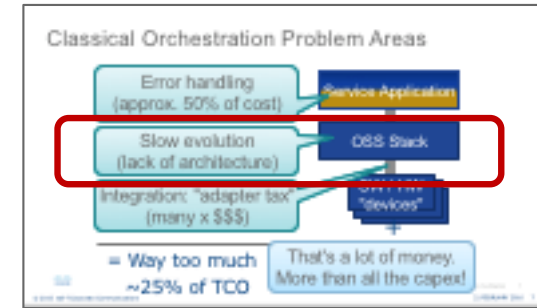 Classical Orchestration Problem Areas
Error handling
(approx. 50% of cost)
Service Application
Slow evolution
(lack of architecture)
OSS Stack
Integration: "adapter tax"
(many x $$$)
"devices"
+
= Way too much
~25% of TCO
That's a lot of money.
More than all the capex!